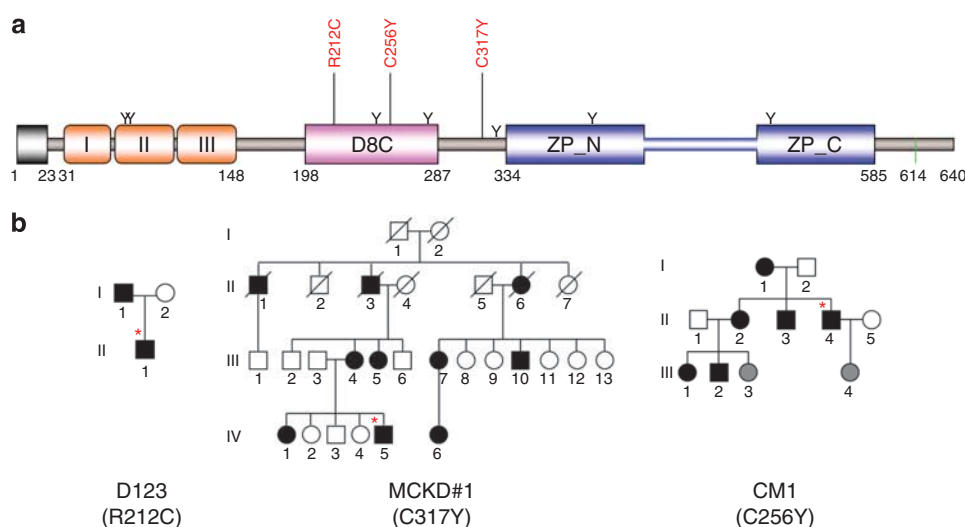 a
R212C C256Y C317Y
Y Y Y Y Y Y Y
I II III D8C ZP_N ZP_C
1 23 31 148 198 287 334 585 614 640
b
I
1 2
I
II
1 2 3 4 5 6 7
I
1 2
*
II
1
III
1 2 3 4 5 6 7 8 9 10 11 12 13
*
IV
1 2 3 4 5 6
I
1 2
*
II
1 2 3 4 5
III
1 2 3 4
D123
(R212C)
MCKD#1
(C317Y)
CM1
(C256Y)